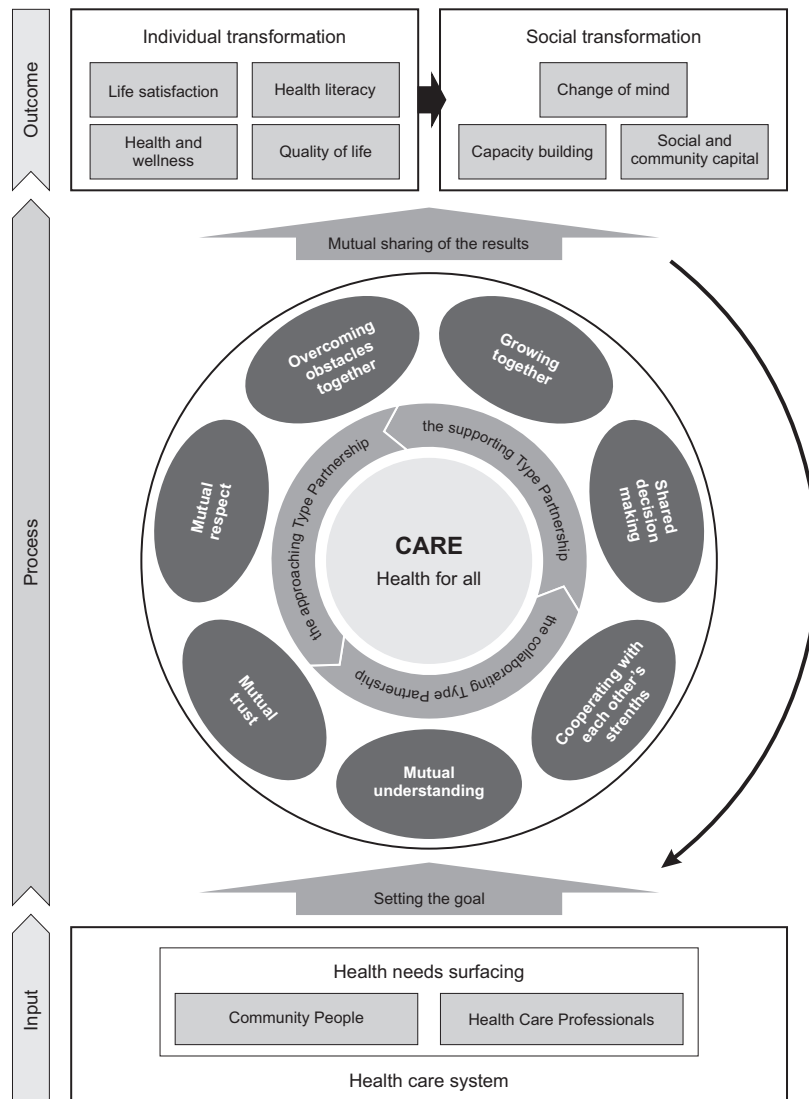 Outcome
Individual transformation
Life satisfaction
Health literacy
Health and
wellness
Quality of life
Social transformation
Change of mind
Capacity building
Social and
community capital
Process
Mutual sharing of the results
Overcoming
obstacles
together
Growing
together
Mutual
respect
Shared
decision
making
Mutual
trust
Cooperating with
each other's
strenths
Mutual
understanding
the approaching Type Partnership
the supporting Type Partnership
the collaborating Type Partnership
CARE
Health for all
Setting the goal
Input
Health needs surfacing
Community People
Health Care Professionals
Health care system